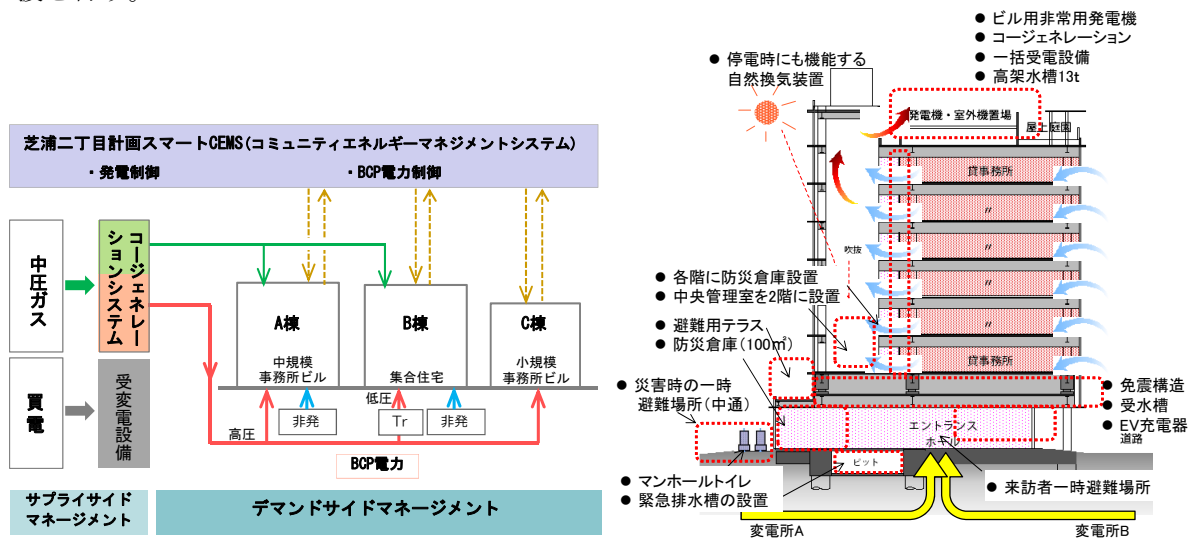 芝浦二丁目計画スマートCEMS(コミュニティエネルギーマネジメントシステム)
・発電制御
・BCP電力制御
中圧ガス
コージェネレー
ションシステム
買電
受変電設備
A棟
中規模
事務所ビル
B棟
集合住宅
C棟
小規模
事務所ビル
高圧
非発
低圧
Tr
非発
BCP電力
サプライサイド
マネージメント
デマンドサイドマネージメント
● ビル用非常用発電機
● コージェネレーション
● 一括受電設備
● 高架水槽13t
● 停電時にも機能する
自然換気装置
発電機・室外機置場
屋上庭園
貸事務所
〃
〃
〃
〃
貸事務所
吹抜
● 各階に防災倉庫設置
● 中央管理室を2階に設置
● 避難用テラス
● 防災倉庫(100㎡)
● 災害時の一時
避難場所(中通)
● 免震構造
● 受水槽
● EV充電器
道路
エントランス
ホール
ピット
● マンホールトイレ
● 緊急排水槽の設置
● 来訪者一時避難場所
変電所A
変電所B